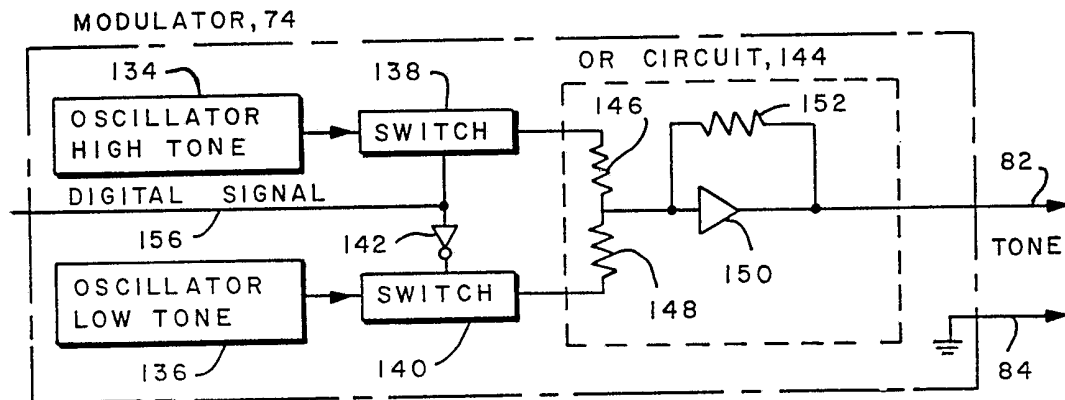 MODULATOR, 74
OR CIRCUIT, 144
134
138
152
146
OSCILLATOR
HIGH TONE
SWITCH
82
DIGITAL SIGNAL
156
142
150
TONE
OSCILLATOR
LOW TONE
SWITCH
148
136
140
84